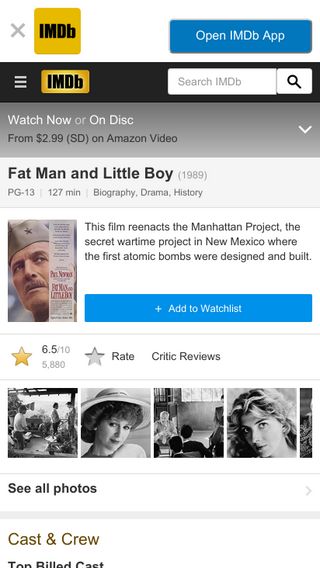 IMDb
Open IMDb App
IMDb
Search IMDb
Watch Now or On Disc
From $2.99 (SD) on Amazon Video
Fat Man and Little Boy (1989)
PG-13 | 127 min | Biography, Drama, History
PAUL NEWMAN
FAT MAN AND
LITTLE BOY
This film reenacts the Manhattan Project, the
secret wartime project in New Mexico where
the first atomic bombs were designed and built.
+ Add to Watchlist
6.5/10
5,880
Rate
Critic Reviews
See all photos
Cast & Crew
Top Billed Cast